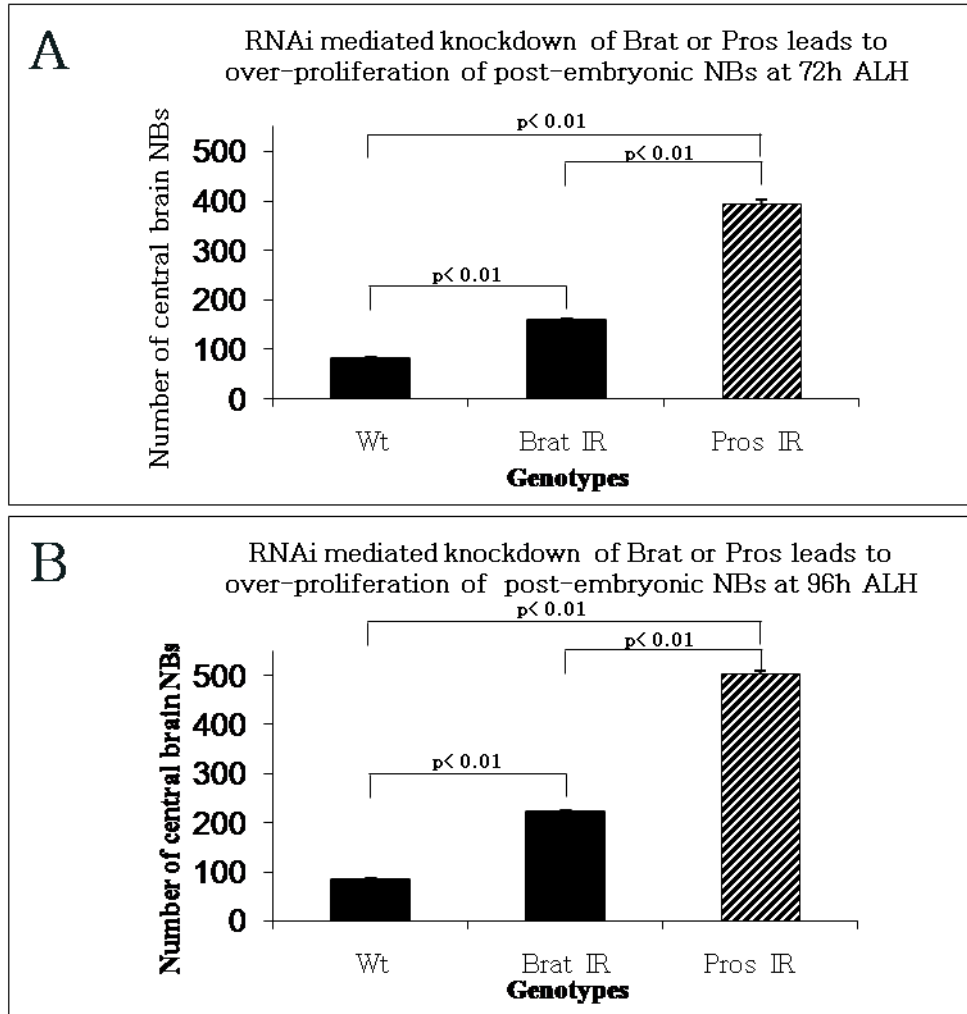 A
RNAi mediated knockdown of Brat or Pros leads to
over-proliferation of post-embryonic NBs at 72h ALH
Number of central brain NBs
500
400
300
200
100
0
p< 0.01
p< 0.01
p< 0.01
Wt
Brat IR
Pros IR
Genotypes
B
RNAi mediated knockdown of Brat or Pros leads to
over-proliferation of post-embryonic NBs at 96h ALH
Number of central brain NBs
500
400
300
200
100
0
p< 0.01
p< 0.01
p< 0.01
Wt
Brat IR
Pros IR
Genotypes